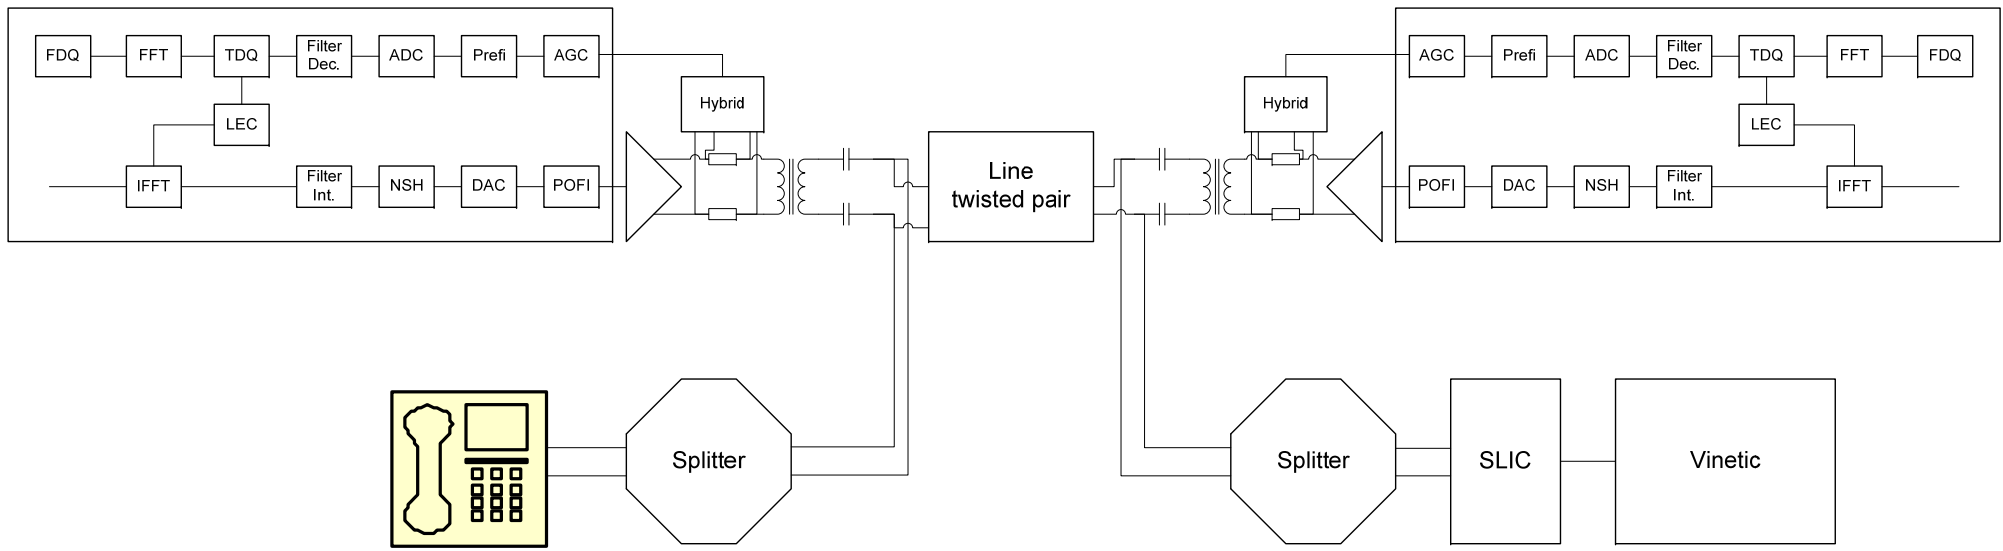 FDQ
FFT
TDQ
Filter
Dec.
ADC
Prefi
AGC
AGC
Prefi
ADC
Filter
Dec.
TDQ
FFT
FDQ
Hybrid
Hybrid
LEC
LEC
IFFT
Filter
Int.
NSH
DAC
POFI
Line
twisted pair
POFI
DAC
NSH
Filter
Int.
IFFT
Splitter
Splitter
SLIC
Vinetic